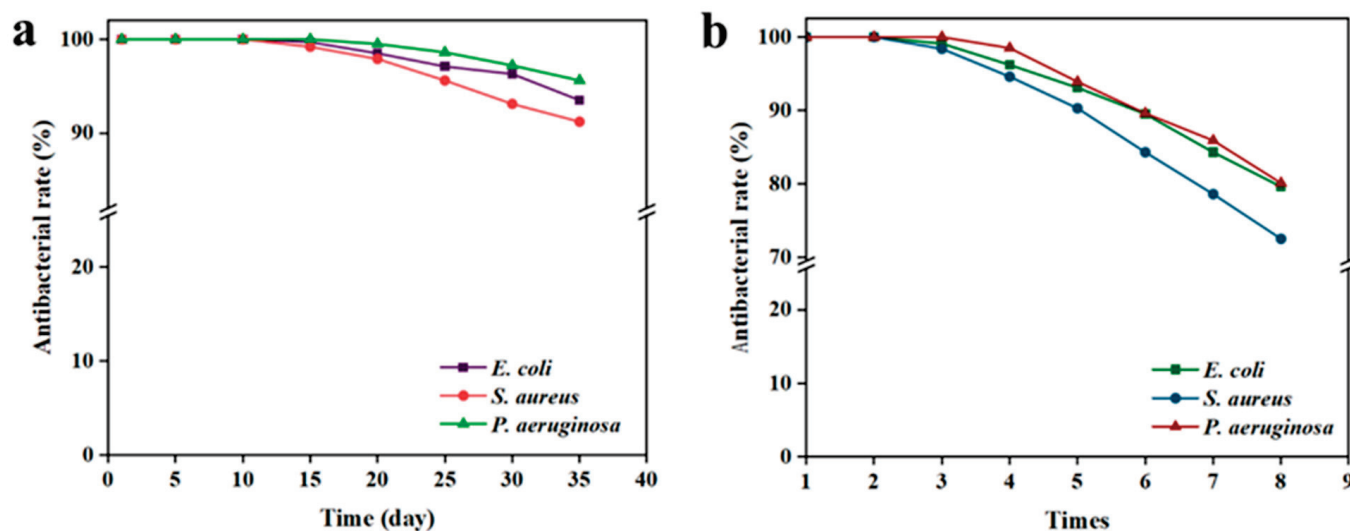 a
100
90
20
10
0
Antibacterial rate (%)
E. coli
S. aureus
P. aeruginosa
0 5 10 15 20 25 30 35 40
Time (day)
b
100
90
80
70
20
10
0
Antibacterial rate (%)
E. coli
S. aureus
P. aeruginosa
1 2 3 4 5 6 7 8 9
Times